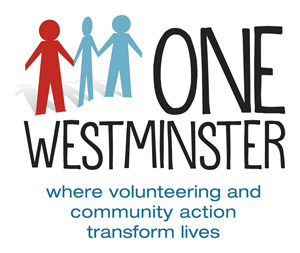 ONE
WESTMINSTER
where volunteering and
community action
transform lives